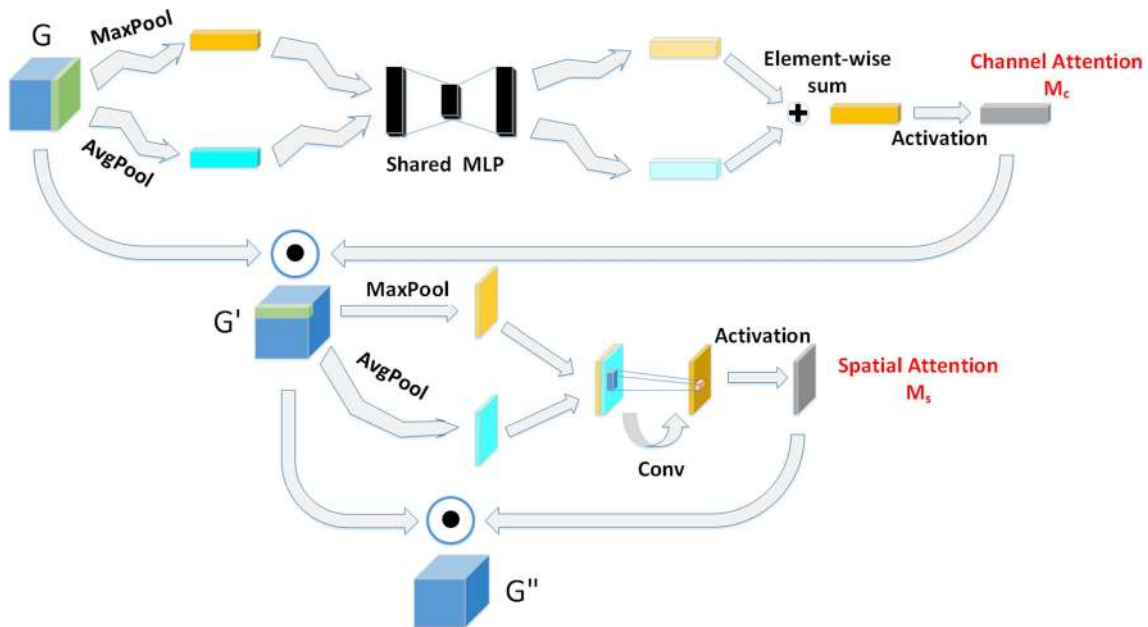 G
MaxPool
AvgPool
Shared MLP
Element-wise
sum
Activation
Channel Attention
Mc
G'
MaxPool
AvgPool
Conv
Activation
Spatial Attention
Ms
G"